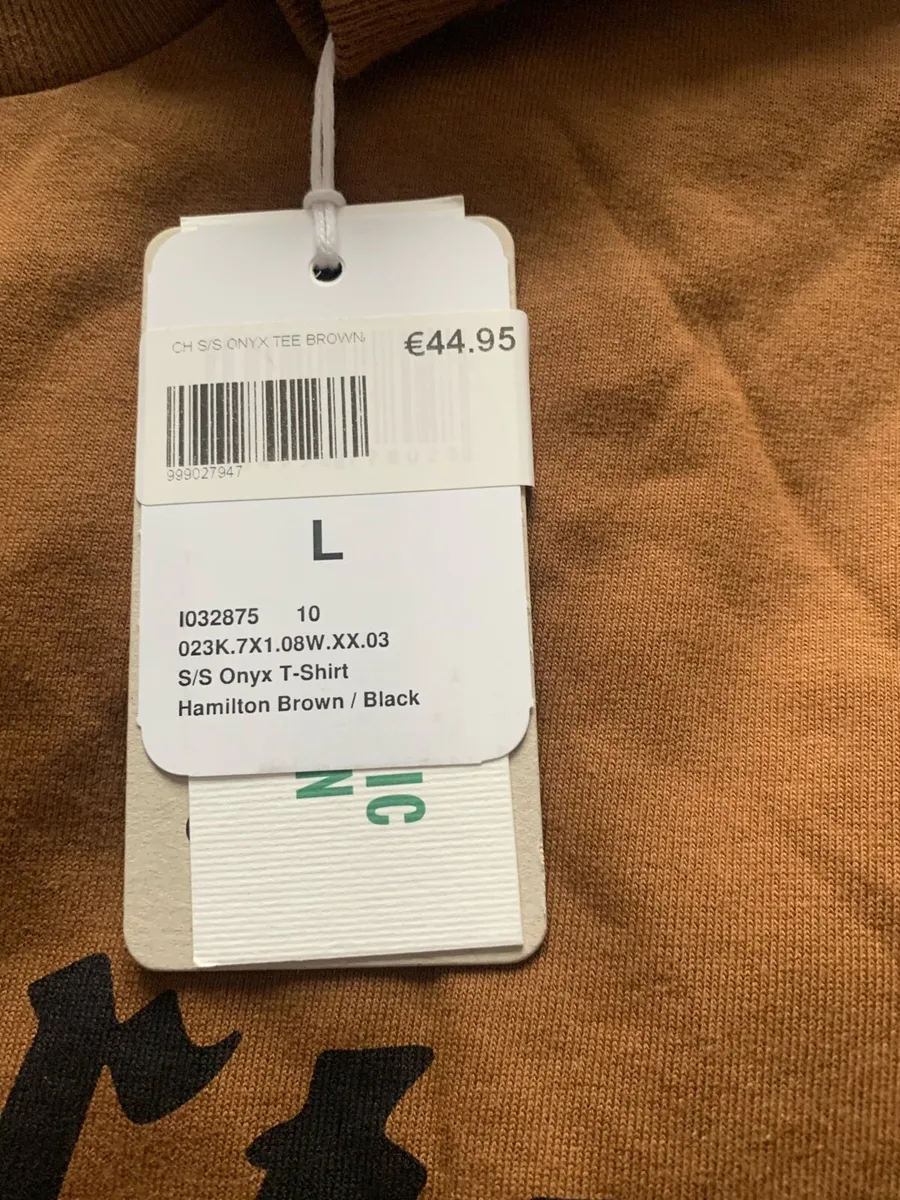 CH S/S ONYX TEE BROWN/
€44.95
999027947
L
I032875 10
023K.7X1.08W.XX.03
S/S Onyx T-Shirt
Hamilton Brown / Black
IC
N